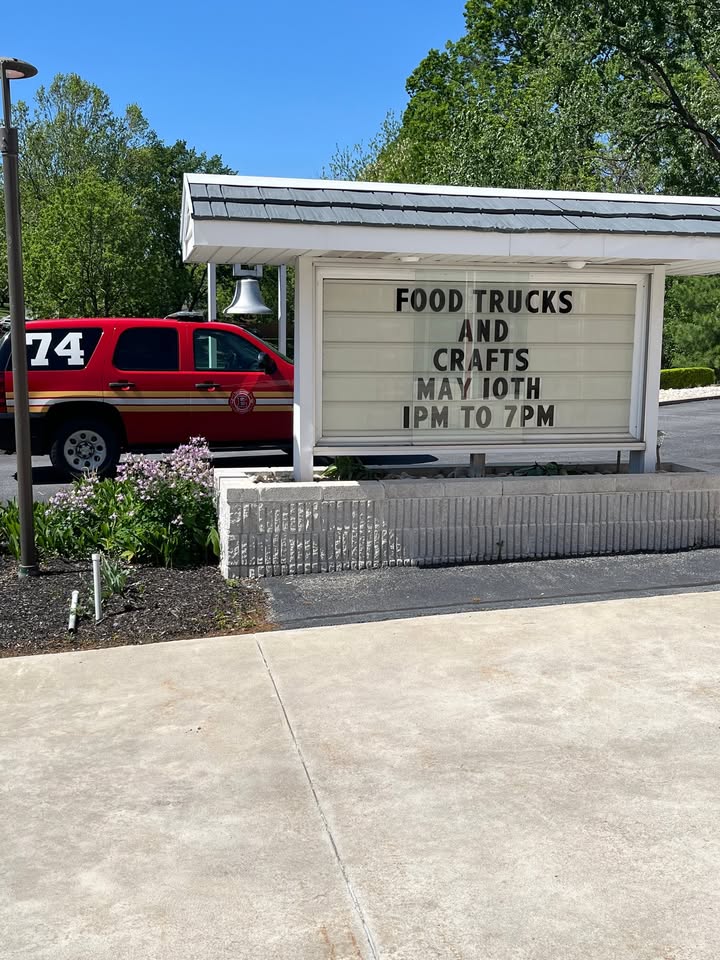 74
FOOD TRUCKS
AND
CRAFTS
MAY 10TH
1PM TO 7PM